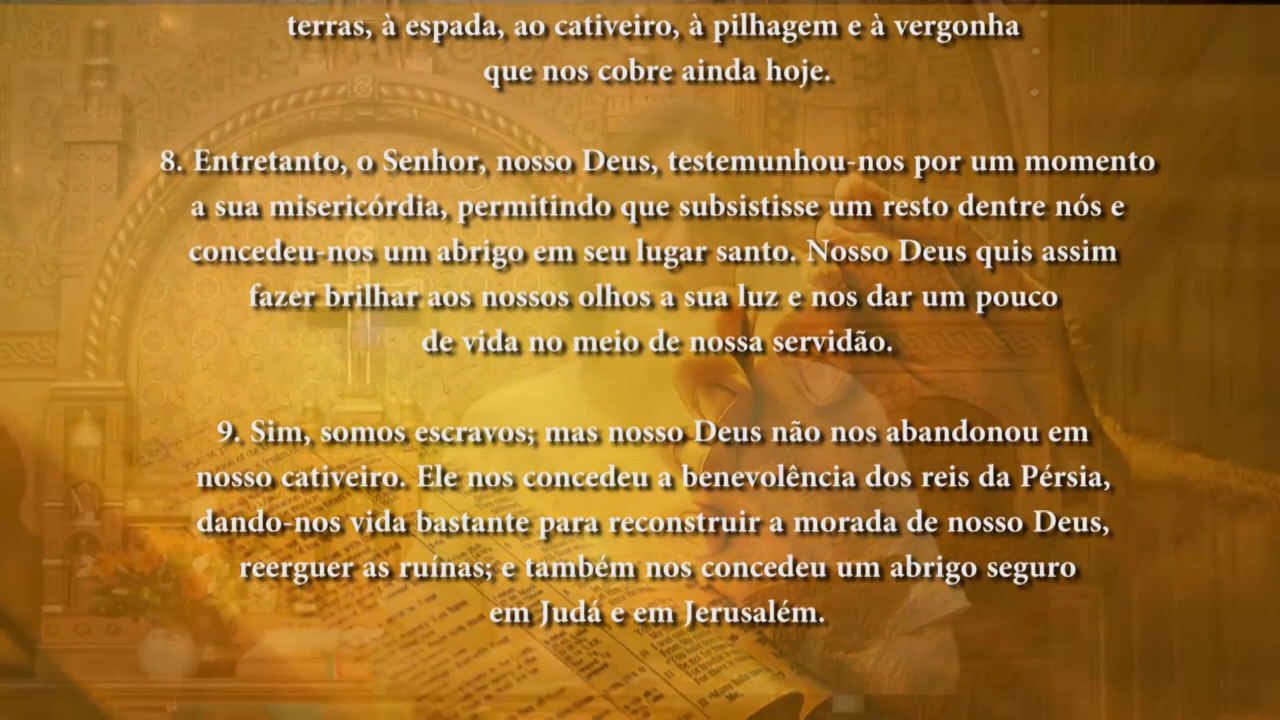 terras, à espada, ao cativeiro, à pilhagem e à vergonha
que nos cobre ainda hoje.
8. Entretanto, o Senhor, nosso Deus, testemunhou-nos por um momento
a sua misericórdia, permitindo que subsistisse um resto dentre nós e
concedeu-nos um abrigo em seu lugar santo. Nosso Deus quis assim
fazer brilhar aos nossos olhos a sua luz e nos dar um pouco
de vida no meio de nossa servidão.
9. Sim, somos escravos; mas nosso Deus não nos abandonou em
nosso cativeiro. Ele nos concedeu a benevolência dos reis da Pérsia,
dando-nos vida bastante para reconstruir a morada de nosso Deus,
reerguer as ruínas; e também nos concedeu um abrigo seguro
em Judá e em Jerusalém.